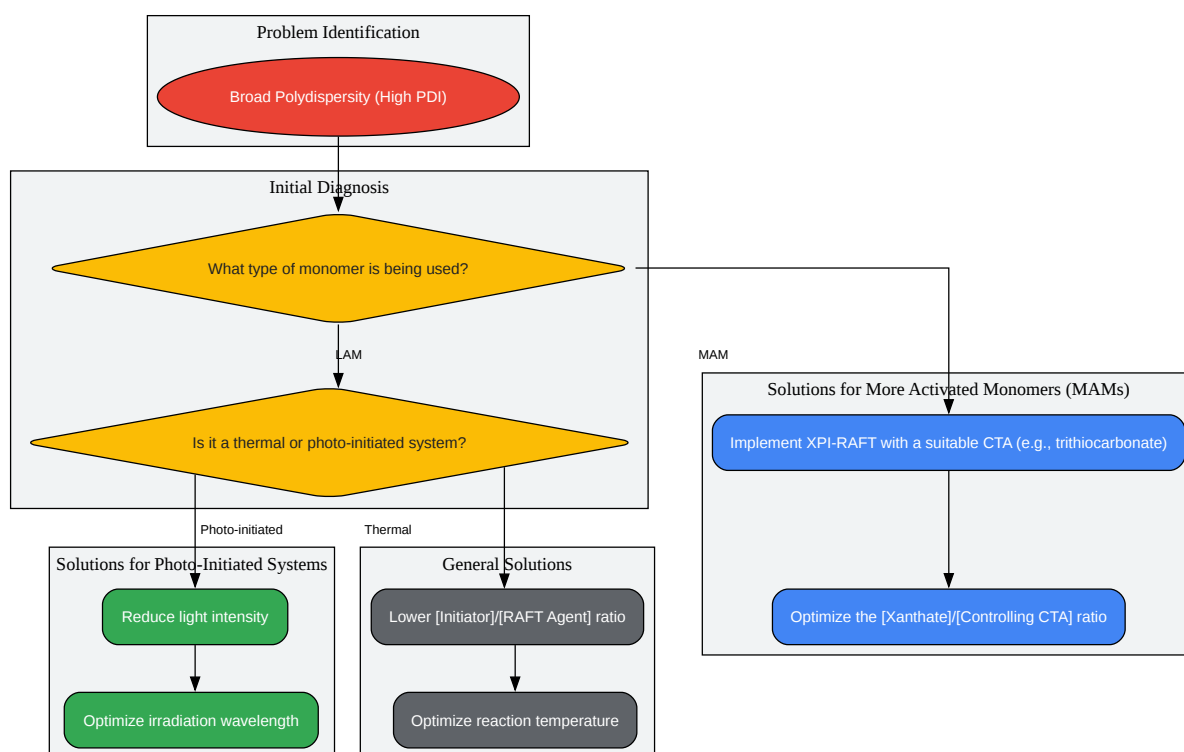 Problem Identification
Broad Polydispersity (High PDI)
Initial Diagnosis
What type of monomer is being used?
LAM
MAM
Is it a thermal or photo-initiated system?
Solutions for More Activated Monomers (MAMs)
Implement XPI-RAFT with a suitable CTA (e.g., trithiocarbonate)
Optimize the [Xanthate]/[Controlling CTA] ratio
Photo-initiated
Thermal
Solutions for Photo-Initiated Systems
Reduce light intensity
Optimize irradiation wavelength
General Solutions
Lower [Initiator]/[RAFT Agent] ratio
Optimize reaction temperature